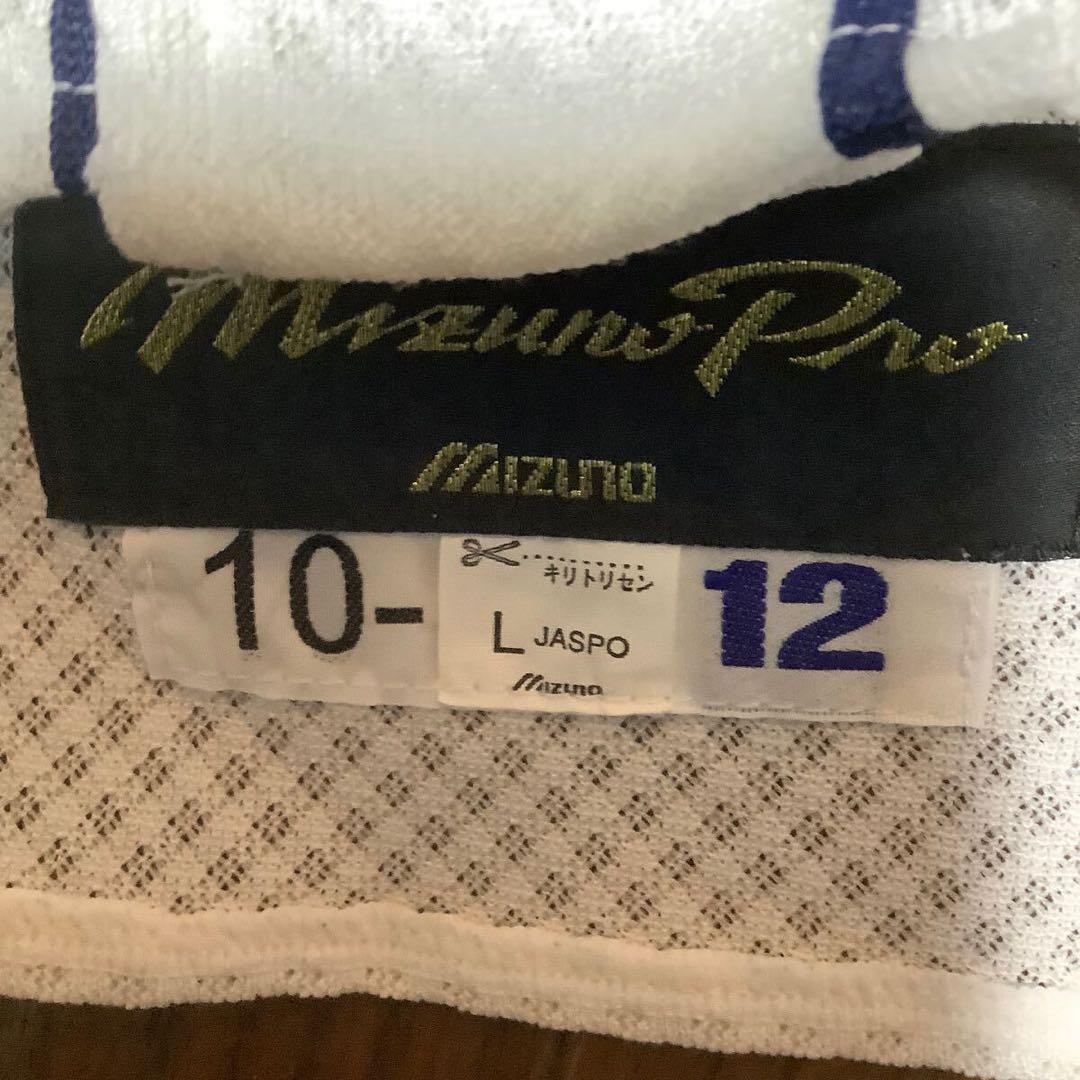 Mizuno Pro
Mizuno
10-
キリトリセン
L JASPO
Mizuno
12